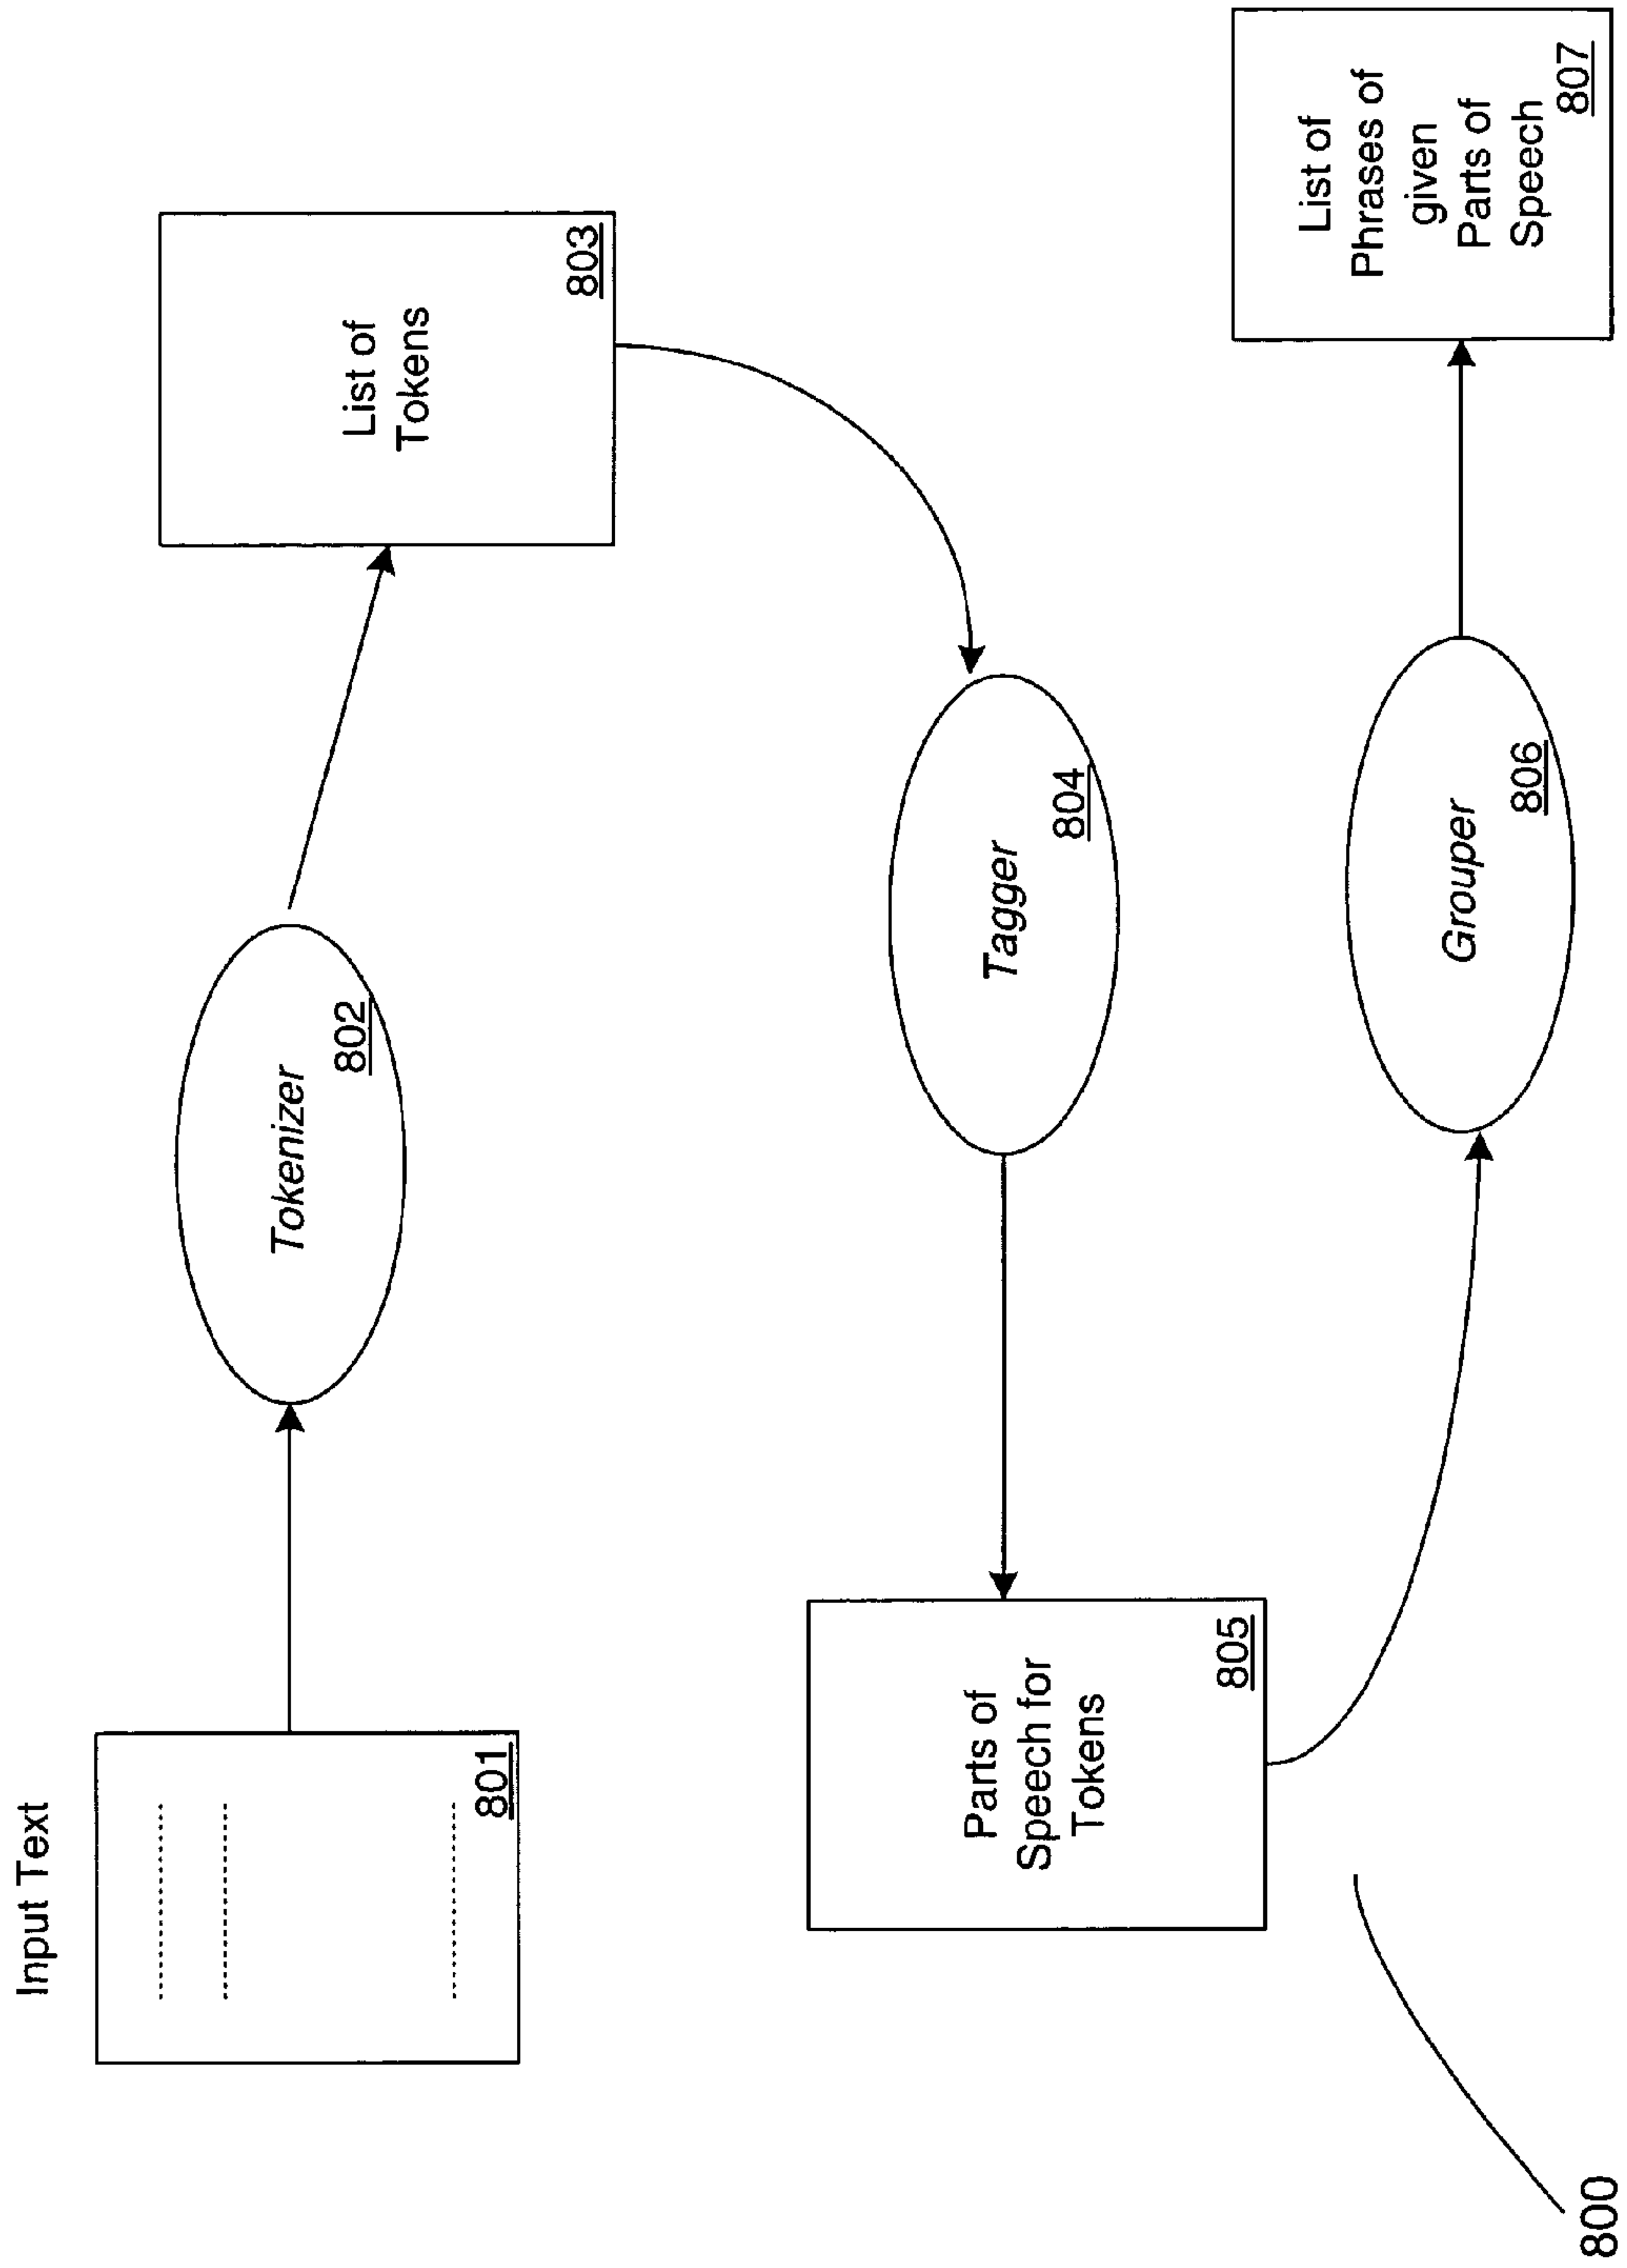 Input Text
801
Tokenizer
802
List of
Tokens
803
Tagger
804
Parts of
Speech for
Tokens
805
Grouper
806
List of
Phrases of
given
Parts of
Speech
807
800